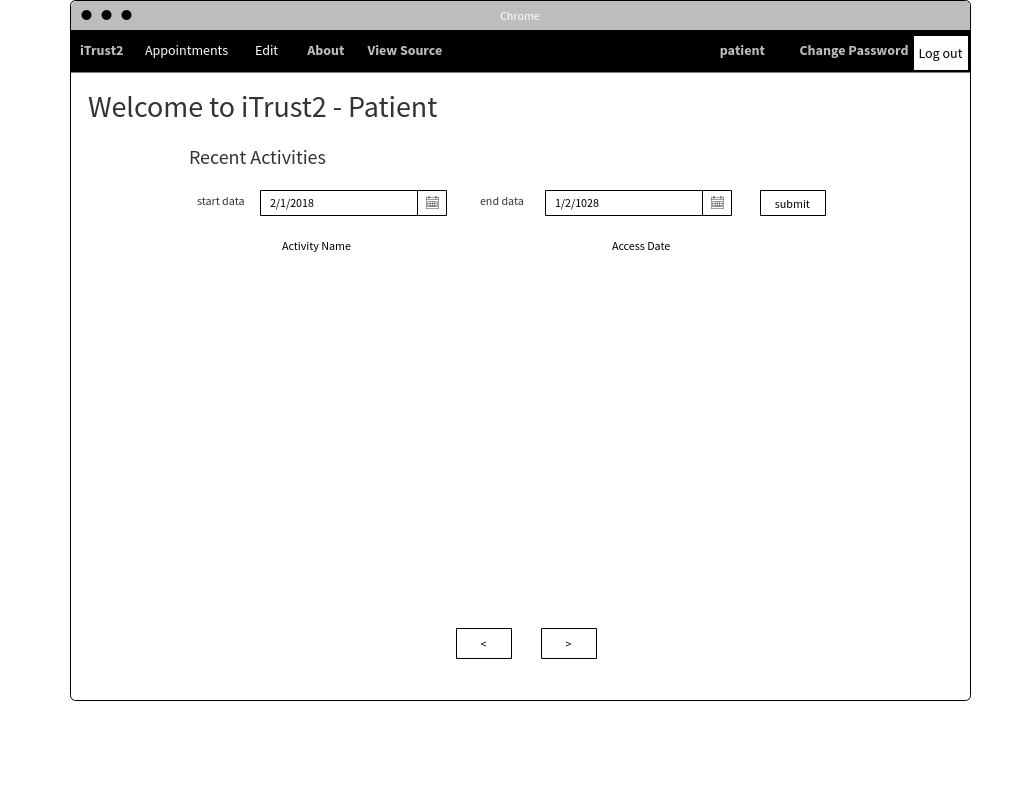 Chrome
iTrust2 Appointments Edit About View Source patient Change Password Log out
Welcome to iTrust2 - Patient
Recent Activities
start data 2/1/2018 end data 1/2/1028 submit
Activity Name Access Date
< >